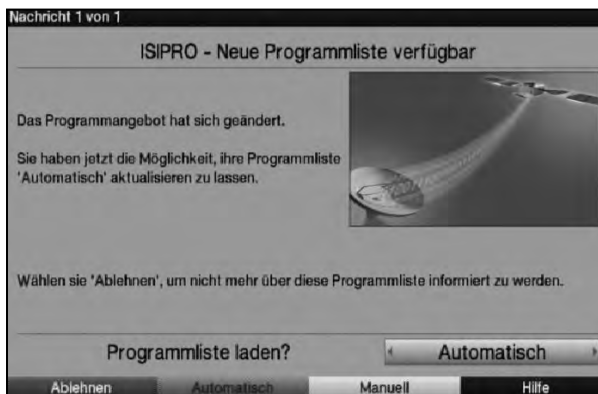 Nachricht 1 von 1
ISIPRO - Neue Programmliste verfügbar
Das Programmangebot hat sich geändert.
Sie haben jetzt die Möglichkeit, ihre Programmliste
'Automatisch' aktualisieren zu lassen.
Wählen sie 'Ablehnen', um nicht mehr über diese Programmliste informiert zu werden.
Programmliste laden?
Automatisch
Ablehnen
Automatisch
Manuell
Hilfe